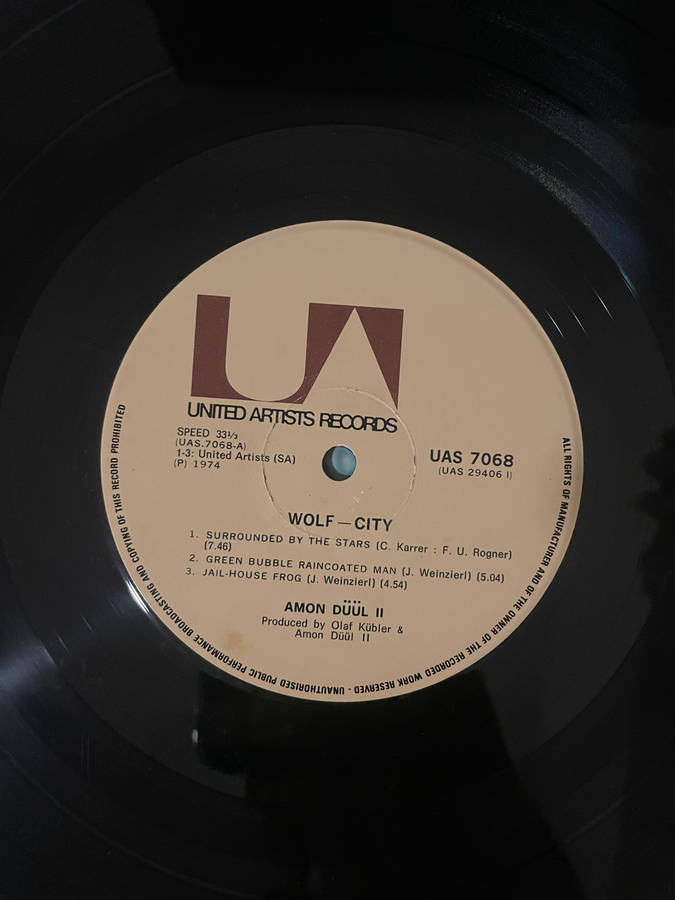 UA
UNITED ARTISTS RECORDS
SPEED 33⅓
(UAS.7068-A)
1-3: United Artists (SA)
(P) 1974
UAS 7068
(UAS 29406 I)
WOLF—CITY
1. SURROUNDED BY THE STARS (C. Karrer : F. U. Rogner)
(7.46)
2. GREEN BUBBLE RAINCOATED MAN (J. Weinzierl) (5.04)
3. JAIL-HOUSE FROG (J. Weinzierl) (4.54)
AMON DÜÜL II
Produced by Olaf Kübler &
Amon Düül II
ALL RIGHTS OF MANUFACTURER AND OF THE OWNER OF THE RECORDED WORK RESERVED - UNAUTHORISED PUBLIC PERFORMANCE BROADCASTING AND COPYING OF THIS RECORD PROHIBITED